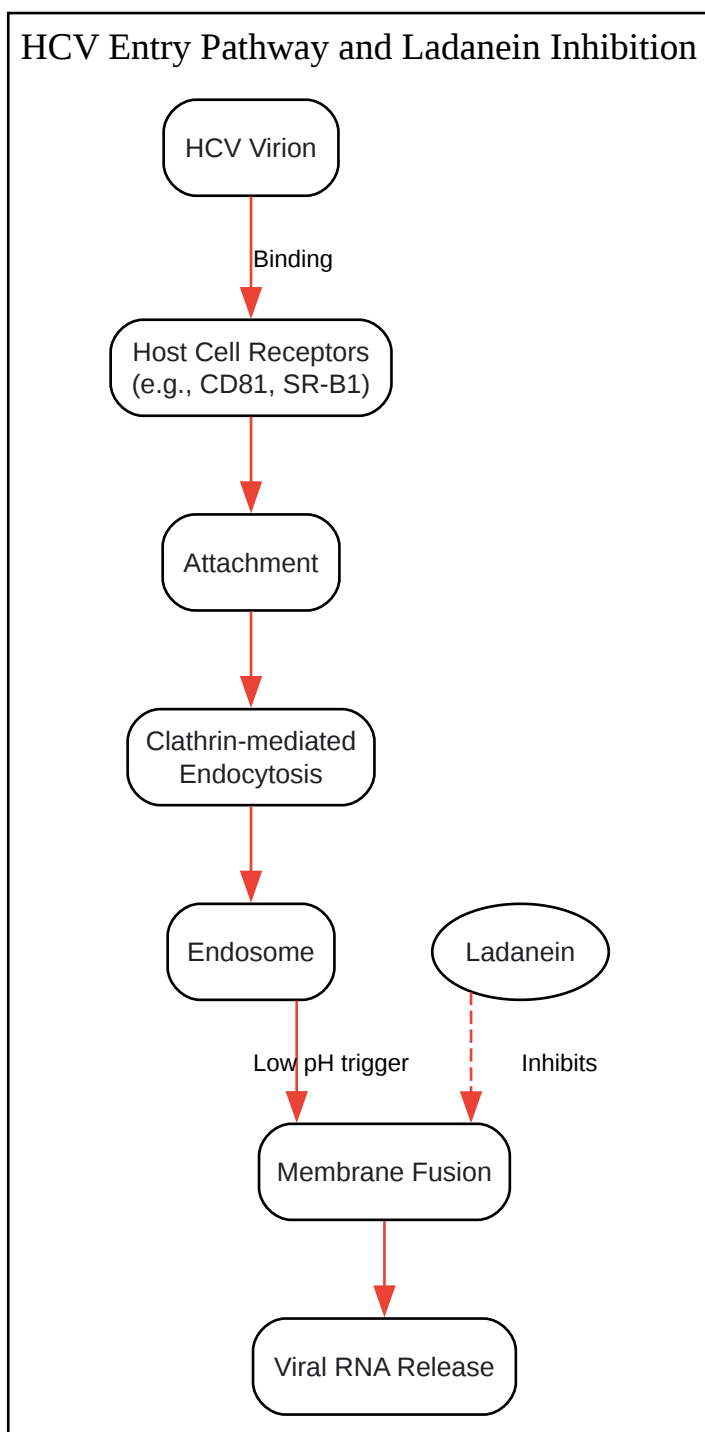 HCV Entry Pathway and Ladanein Inhibition
HCV Virion
Binding
Host Cell Receptors
(e.g., CD81, SR-B1)
Attachment
Clathrin-mediated
Endocytosis
Endosome
Ladanein
Low pH trigger
Inhibits
Membrane Fusion
Viral RNA Release